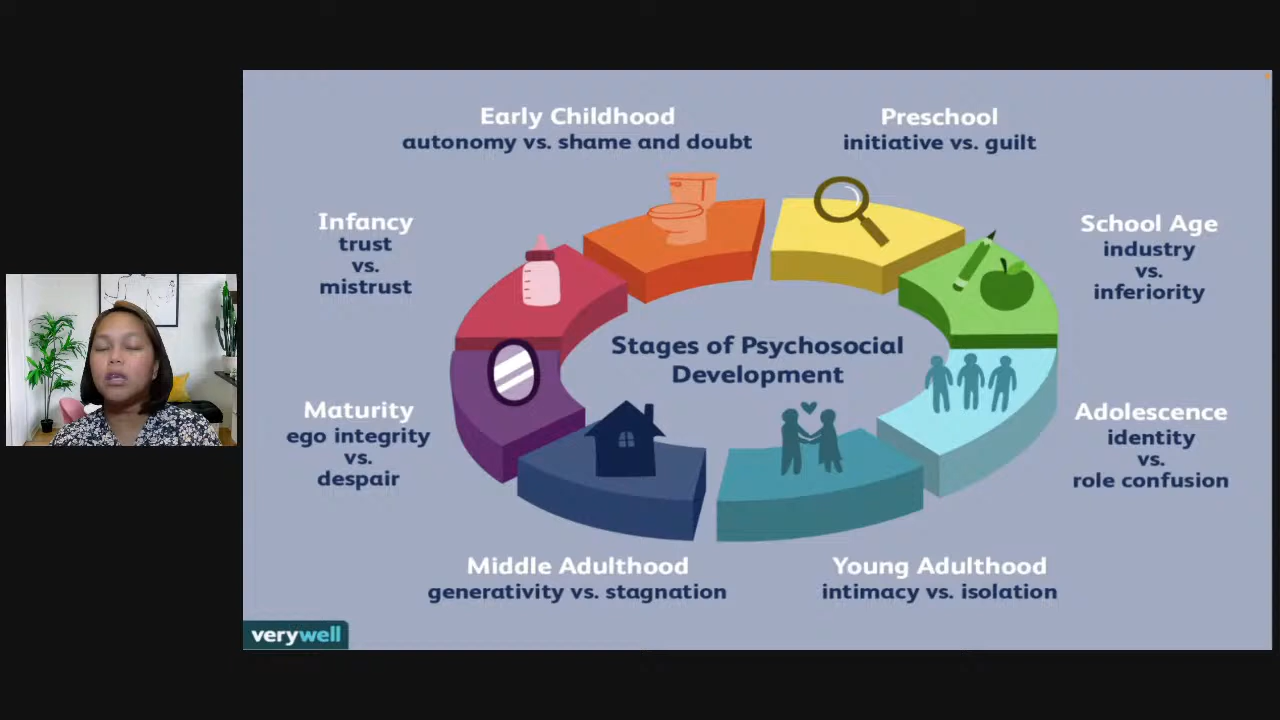 Early Childhood
autonomy vs. shame and doubt
Preschool
initiative vs. guilt
Infancy
trust
vs.
mistrust
School Age
industry
vs.
inferiority
Stages of Psychosocial
Development
Maturity
ego integrity
vs.
despair
Adolescence
identity
vs.
role confusion
Middle Adulthood
generativity vs. stagnation
Young Adulthood
intimacy vs. isolation
verywell